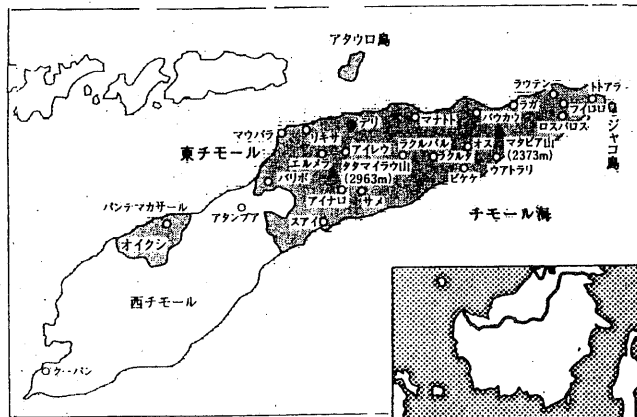 アタウロ島
トトアラ
ラウテン
ラガ
ライロロ
ジャコ島
デリ
マナトト
バウカウ
ロスパロス
マウバラ
リキサ
東チモール
アイレウ
ラクルバル
オス
マタビア山
(2373m)
エルメラ
タタマイラウ山
(2963m)
ラクルタ
バリボ
ビケケ
ウアトラリ
アイナロ
サメ
チモール海
パンテマカサール
アタンブア
スアイ
オイクシ
西チモール
クーパン